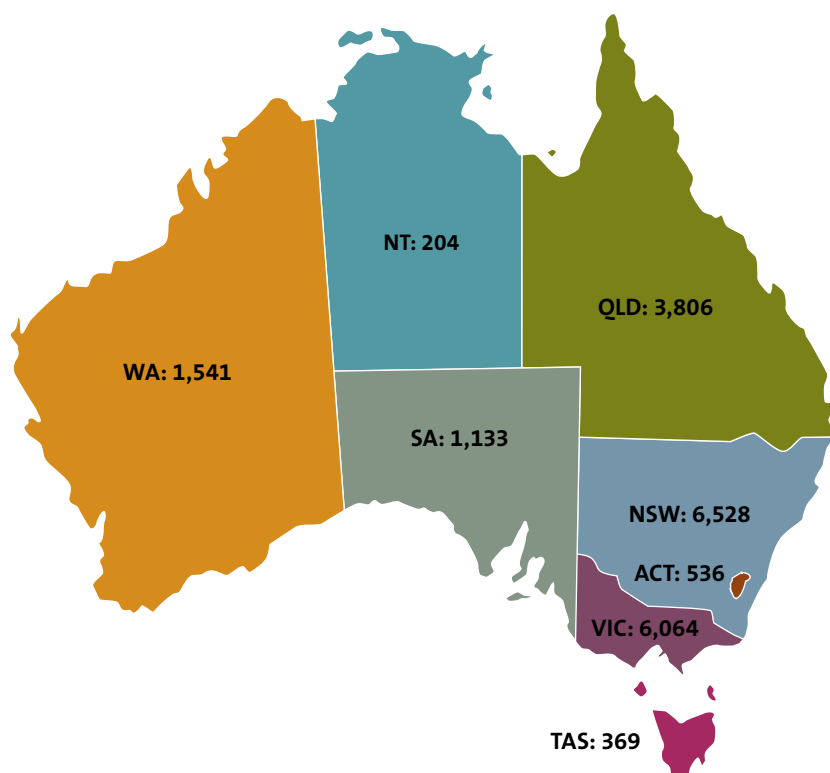 NT: 204
QLD: 3,806
WA: 1,541
SA: 1,133
NSW: 6,528
ACT: 536
VIC: 6,064
TAS: 369